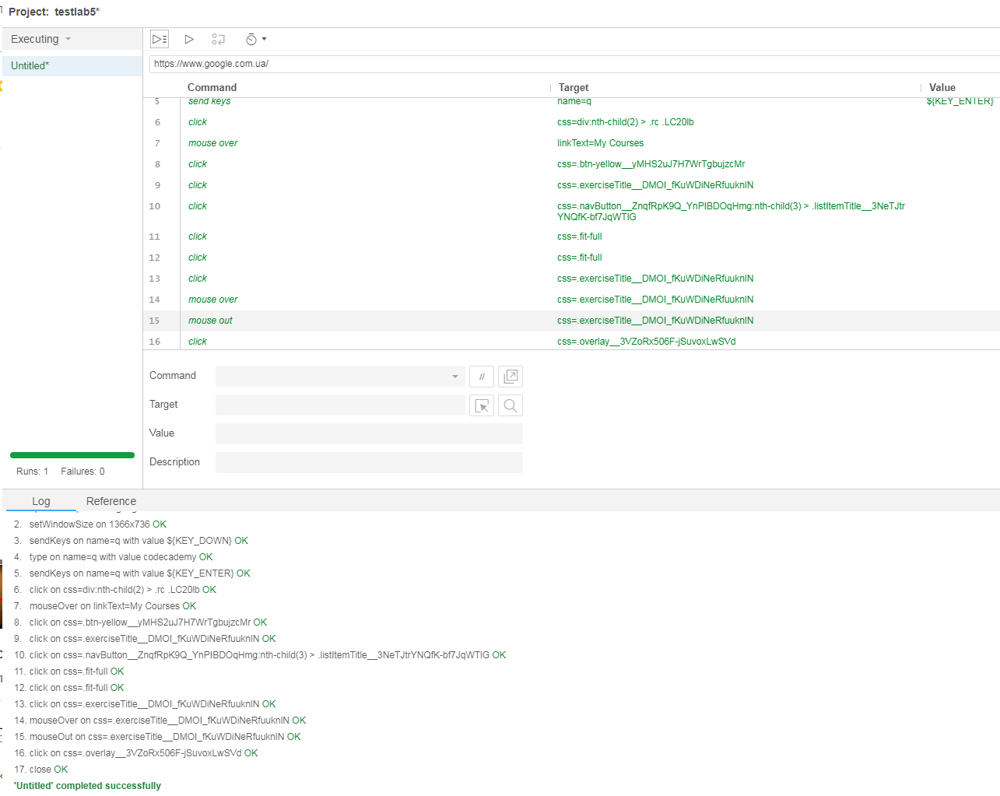 Project: testlab5*
Executing
Untitled*
https://www.google.com.ua/
Command Target Value
5 send keys name=q ${KEY_ENTER}
6 click css=div:nth-child(2) > .rc .LC20lb
7 mouse over linkText=My Courses
8 click css=.btn-yellow__yMHS2uJ7H7WrTgbujzcMr
9 click css=.exerciseTitle__DMOI_fKuWDiNeRfuuknIN
10 click css=.navButton__ZnqfRpK9Q_YnPIBDOqHmg:nth-child(3) > .listItemTitle__3NeTJtr
YNQfK-bf7JqWTlG
11 click css=.fit-full
12 click css=.fit-full
13 click css=.exerciseTitle__DMOI_fKuWDiNeRfuuknIN
14 mouse over css=.exerciseTitle__DMOI_fKuWDiNeRfuuknIN
15 mouse out css=.exerciseTitle__DMOI_fKuWDiNeRfuuknIN
16 click css=.overlay__3VZoRx506F-jSuvoxLwSVd
Command //
Target
Value
Description
Runs: 1 Failures: 0
Log Reference
2. setWindowSize on 1366x736 OK
3. sendKeys on name=q with value ${KEY_DOWN} OK
4. type on name=q with value codecademy OK
5. sendKeys on name=q with value ${KEY_ENTER} OK
6. click on css=div:nth-child(2) > .rc .LC20lb OK
7. mouseOver on linkText=My Courses OK
8. click on css=.btn-yellow__yMHS2uJ7H7WrTgbujzcMr OK
9. click on css=.exerciseTitle__DMOI_fKuWDiNeRfuuknIN OK
10. click on css=.navButton__ZnqfRpK9Q_YnPIBDOqHmg:nth-child(3) > .listItemTitle__3NeTJtrYNQfK-bf7JqWTlG OK
11. click on css=.fit-full OK
12. click on css=.fit-full OK
13. click on css=.exerciseTitle__DMOI_fKuWDiNeRfuuknIN OK
14. mouseOver on css=.exerciseTitle__DMOI_fKuWDiNeRfuuknIN OK
15. mouseOut on css=.exerciseTitle__DMOI_fKuWDiNeRfuuknIN OK
16. click on css=.overlay__3VZoRx506F-jSuvoxLwSVd OK
17. close OK
'Untitled' completed successfully